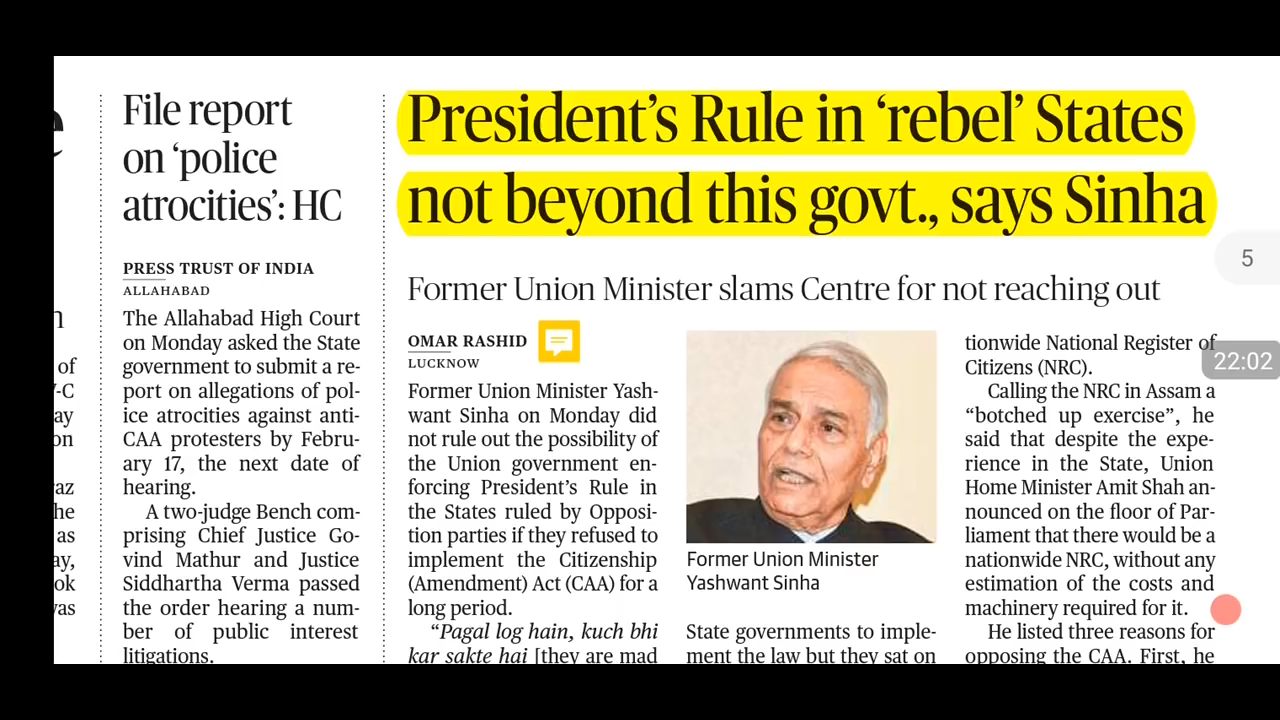 e
n
of
-C
ay
on
raz
he
as
ay,
ok
was
File report
on ‘police
atrocities’: HC
PRESS TRUST OF INDIA
ALLAHABAD
The Allahabad High Court
on Monday asked the State
government to submit a re-
port on allegations of pol-
ice atrocities against anti-
CAA protesters by Febru-
ary 17, the next date of
hearing.
A two-judge Bench com-
prising Chief Justice Go-
vind Mathur and Justice
Siddhartha Verma passed
the order hearing a num-
ber of public interest
litigations.
President’s Rule in ‘rebel’ States
not beyond this govt., says Sinha
Former Union Minister slams Centre for not reaching out
OMAR RASHID
LUCKNOW
Former Union Minister Yash-
want Sinha on Monday did
not rule out the possibility of
the Union government en-
forcing President’s Rule in
the States ruled by Opposi-
tion parties if they refused to
implement the Citizenship
(Amendment) Act (CAA) for a
long period.
“Pagal log hain, kuch bhi
kar sakte hai [they are mad
Former Union Minister
Yashwant Sinha
State governments to imple-
ment the law but they sat on
tionwide National Register of
Citizens (NRC).
Calling the NRC in Assam a
“botched up exercise”, he
said that despite the expe-
rience in the State, Union
Home Minister Amit Shah an-
nounced on the floor of Par-
liament that there would be a
nationwide NRC, without any
estimation of the costs and
machinery required for it.
He listed three reasons for
opposing the CAA. First, he
5
22:02